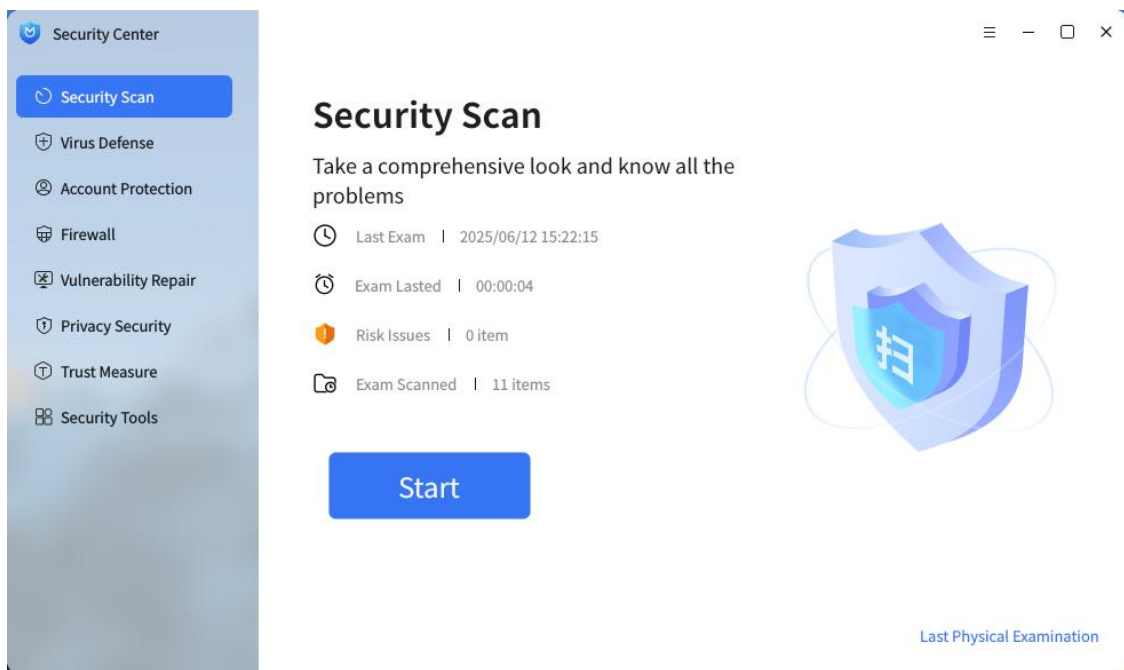 Security Center
Security Scan
Virus Defense
Account Protection
Firewall
Vulnerability Repair
Privacy Security
Trust Measure
Security Tools
Security Scan
Take a comprehensive look and know all the
problems
Last Exam | 2025/06/12 15:22:15
Exam Lasted | 00:00:04
Risk Issues | 0 item
Exam Scanned | 11 items
扫
Start
Last Physical Examination